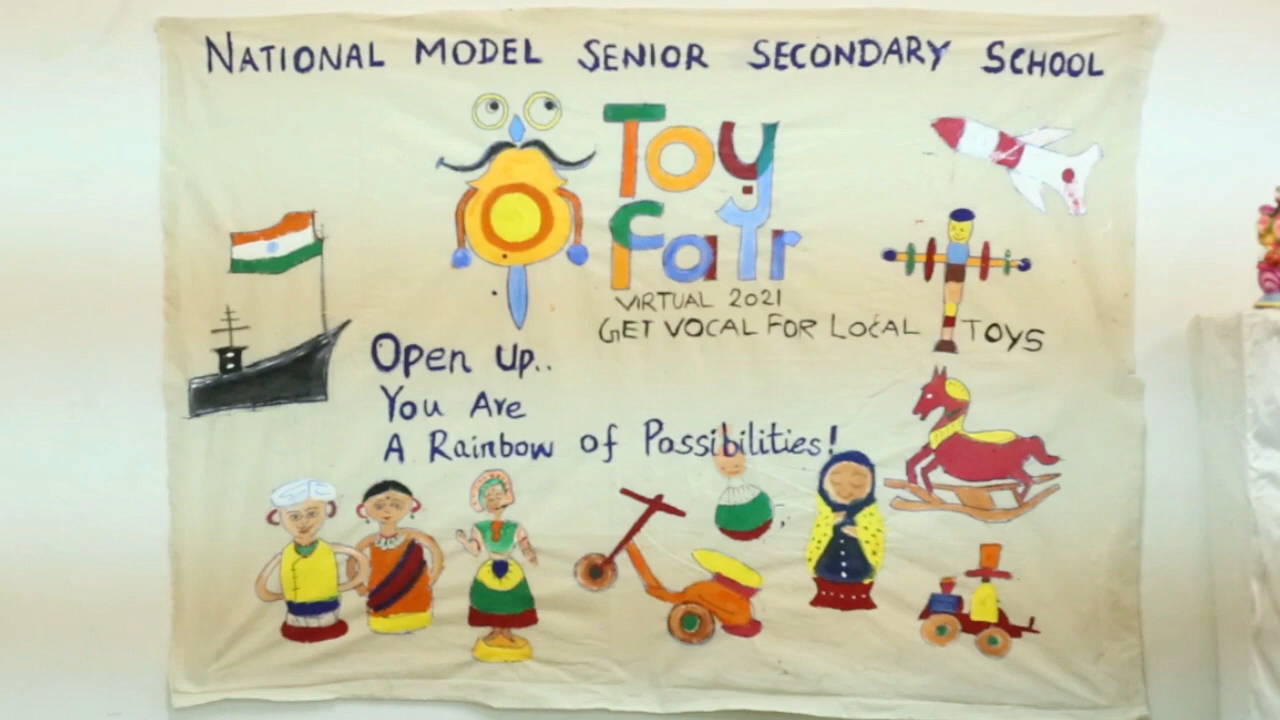 NATIONAL MODEL SENIOR SECONDARY SCHOOL
Toy
Fair
VIRTUAL 2021
GET VOCAL FOR LOCAL TOYS
Open Up..
You Are
A Rainbow of Possibilities!